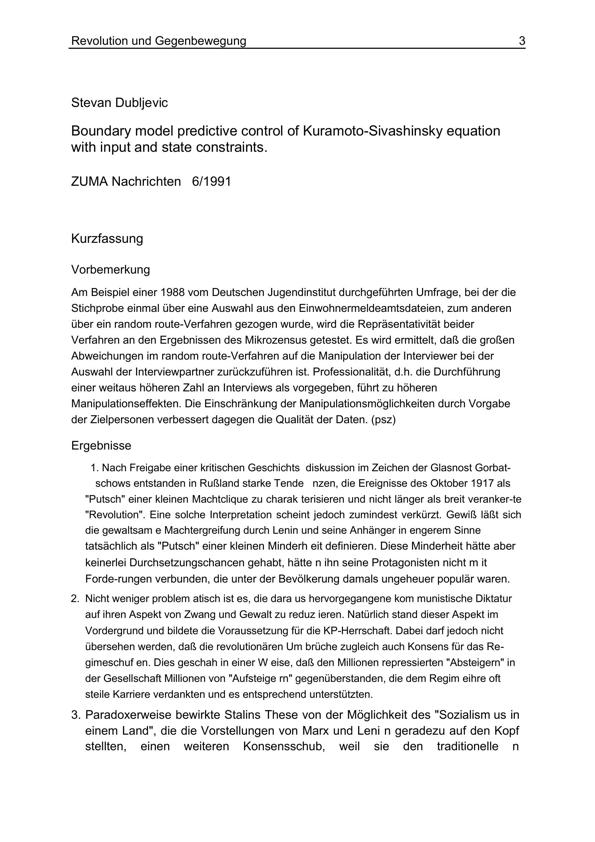 Revolution und Gegenbewegung 3
Stevan Dubljevic
Boundary model predictive control of Kuramoto-Sivashinsky equation
with input and state constraints.
ZUMA Nachrichten 6/1991
Kurzfassung
Vorbemerkung
Am Beispiel einer 1988 vom Deutschen Jugendinstitut durchgeführten Umfrage, bei der die
Stichprobe einmal über eine Auswahl aus den Einwohnermeldeamtsdateien, zum anderen
über ein random route-Verfahren gezogen wurde, wird die Repräsentativität beider
Verfahren an den Ergebnissen des Mikrozensus getestet. Es wird ermittelt, daß die großen
Abweichungen im random route-Verfahren auf die Manipulation der Interviewer bei der
Auswahl der Interviewpartner zurückzuführen ist. Professionalität, d.h. die Durchführung
einer weitaus höheren Zahl an Interviews als vorgegeben, führt zu höheren
Manipulationseffekten. Die Einschränkung der Manipulationsmöglichkeiten durch Vorgabe
der Zielpersonen verbessert dagegen die Qualität der Daten. (psz)
Ergebnisse
1. Nach Freigabe einer kritischen Geschichts diskussion im Zeichen der Glasnost Gorbat-
schows entstanden in Rußland starke Tende nzen, die Ereignisse des Oktober 1917 als
"Putsch" einer kleinen Machtclique zu charak terisieren und nicht länger als breit veranker-te
"Revolution". Eine solche Interpretation scheint jedoch zumindest verkürzt. Gewiß läßt sich
die gewaltsam e Machtergreifung durch Lenin und seine Anhänger in engerem Sinne
tatsächlich als "Putsch" einer kleinen Minderh eit definieren. Diese Minderheit hätte aber
keinerlei Durchsetzungschancen gehabt, hätte n ihn seine Protagonisten nicht m it
Forde-rungen verbunden, die unter der Bevölkerung damals ungeheuer populär waren.
2. Nicht weniger problem atisch ist es, die dara us hervorgegangene kom munistische Diktatur
auf ihren Aspekt von Zwang und Gewalt zu reduz ieren. Natürlich stand dieser Aspekt im
Vordergrund und bildete die Voraussetzung für die KP-Herrschaft. Dabei darf jedoch nicht
übersehen werden, daß die revolutionären Um brüche zugleich auch Konsens für das Re-
gimeschuf en. Dies geschah in einer W eise, daß den Millionen repressierten "Absteigern" in
der Gesellschaft Millionen von "Aufsteige rn" gegenüberstanden, die dem Regim eihre oft
steile Karriere verdankten und es entsprechend unterstützten.
3. Paradoxerweise bewirkte Stalins These von der Möglichkeit des "Sozialism us in
einem Land", die die Vorstellungen von Marx und Leni n geradezu auf den Kopf
stellten, einen weiteren Konsensschub, weil sie den traditionelle n